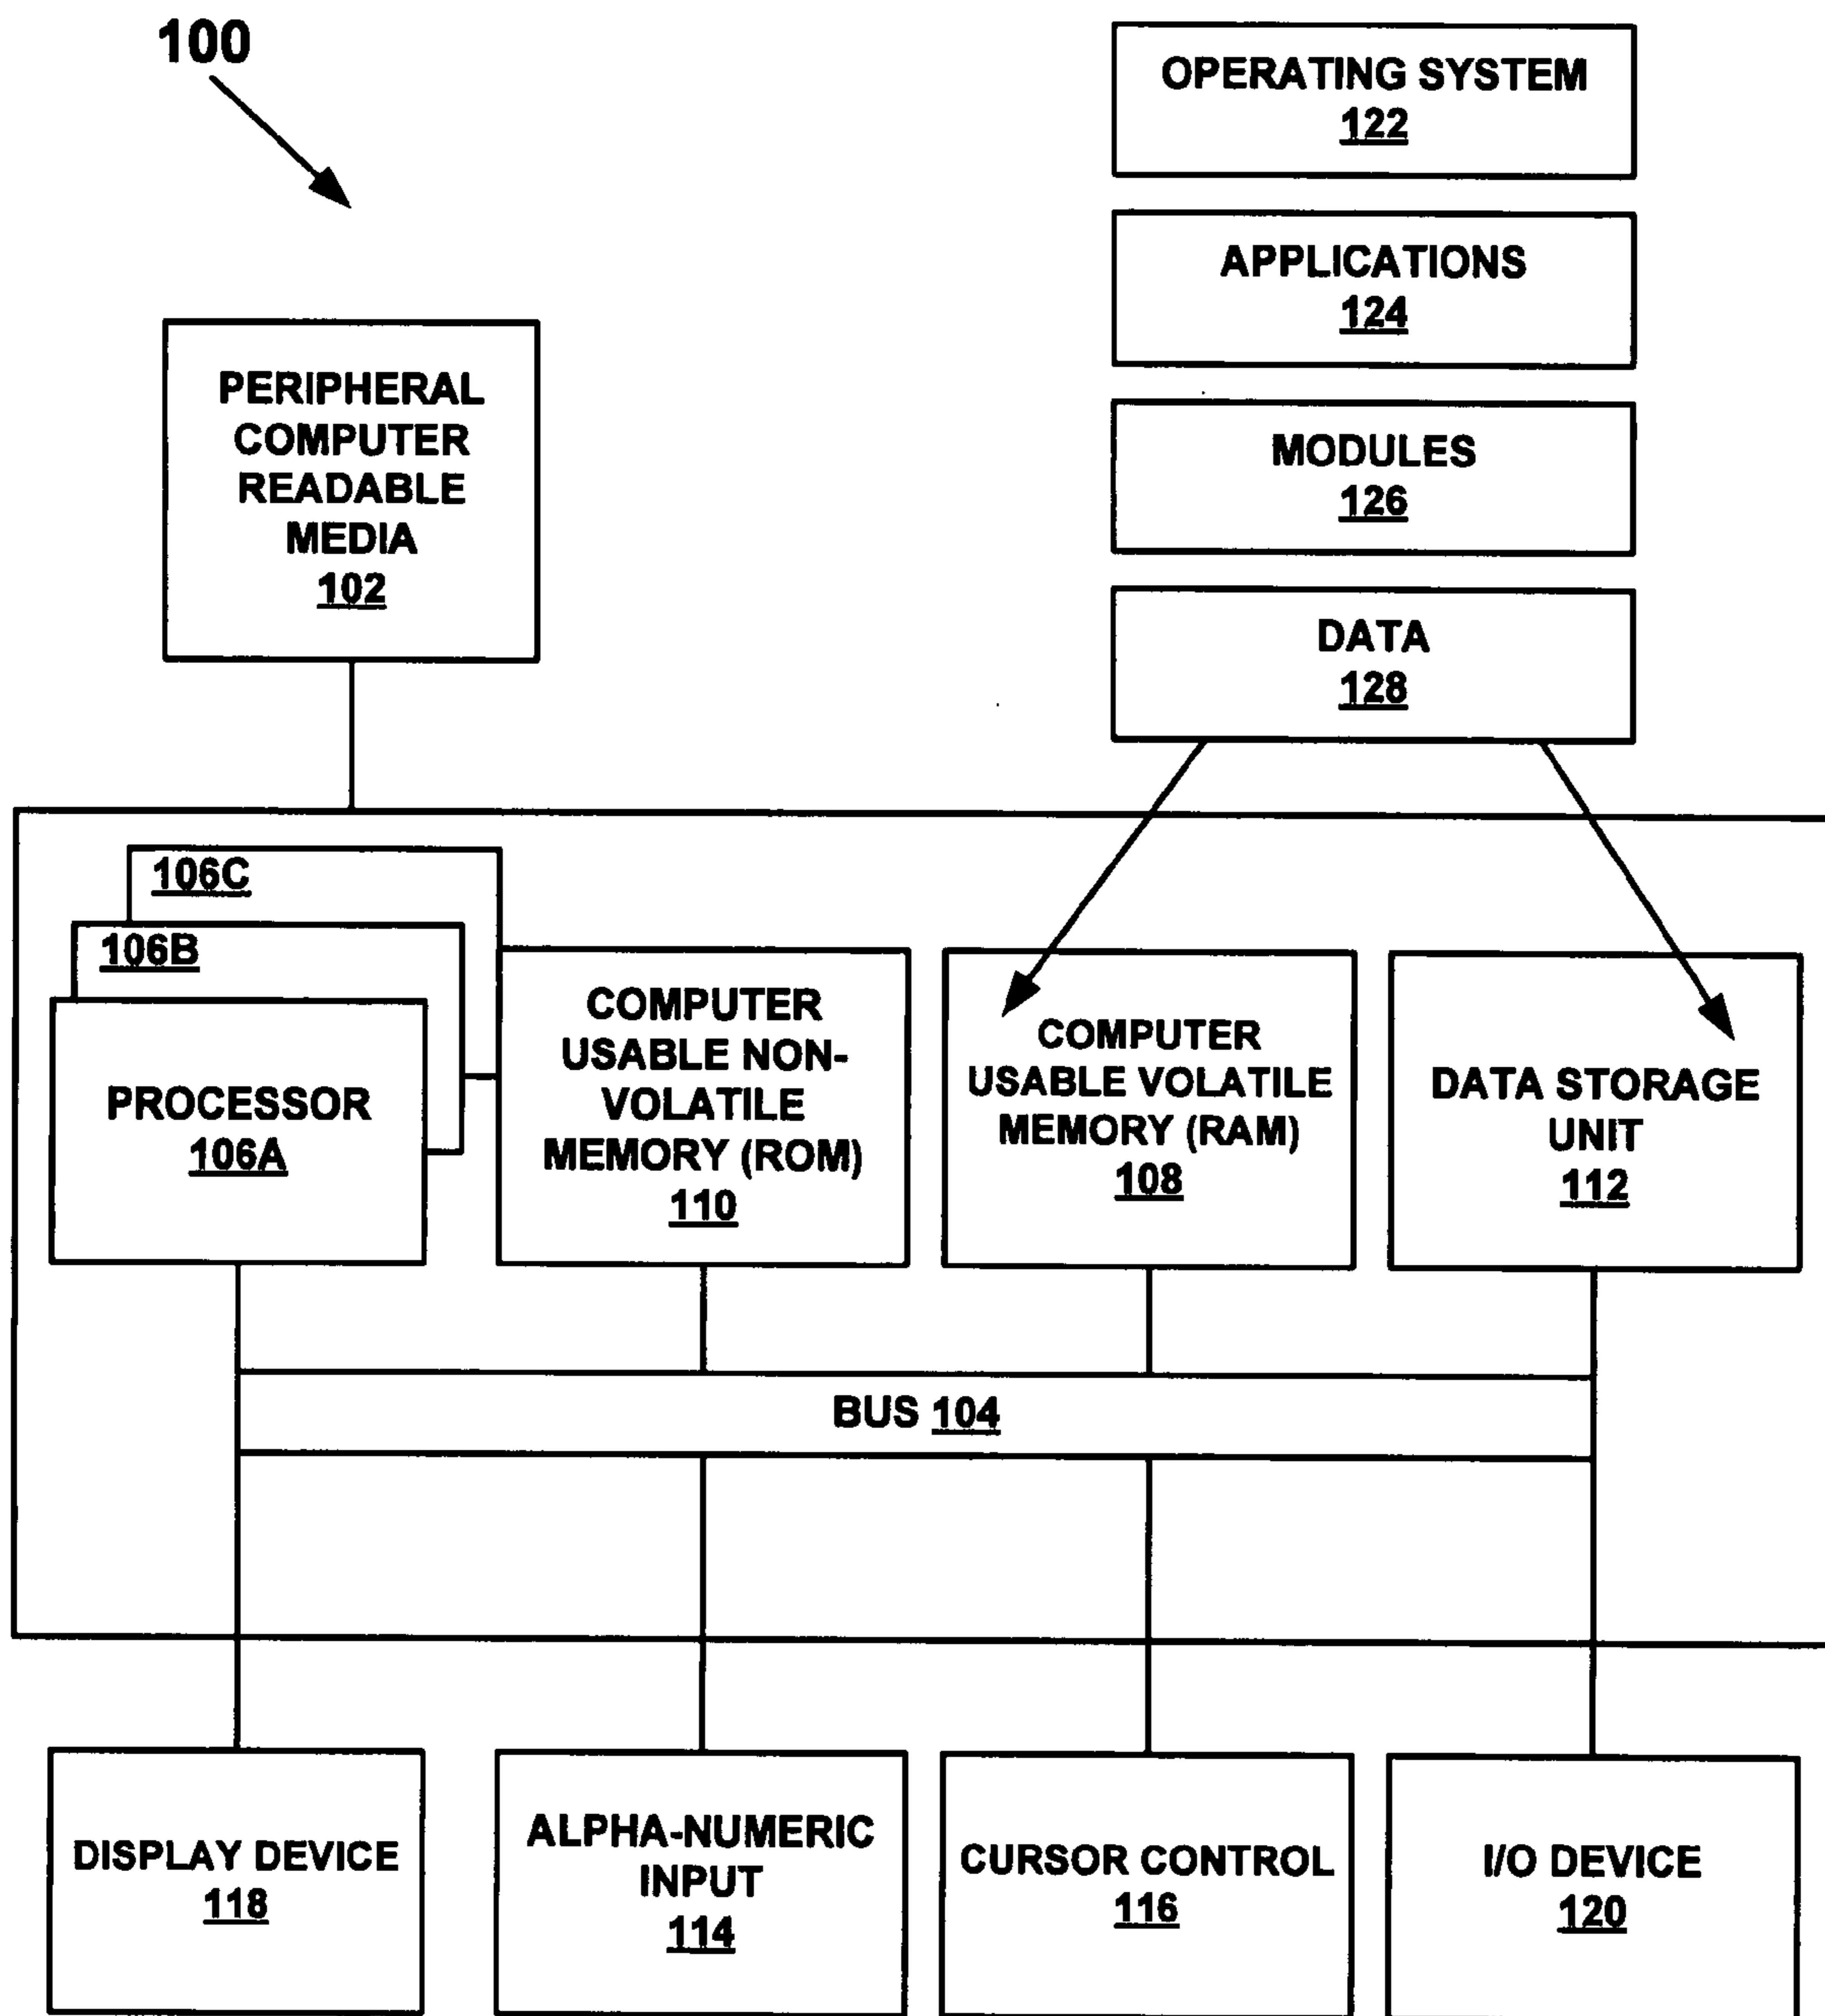 100
OPERATING SYSTEM
122
APPLICATIONS
124
PERIPHERAL
COMPUTER
READABLE
MEDIA
102
MODULES
126
DATA
128
106C
106B
PROCESSOR
106A
COMPUTER
USABLE NON-
VOLATILE
MEMORY (ROM)
110
COMPUTER
USABLE VOLATILE
MEMORY (RAM)
108
DATA STORAGE
UNIT
112
BUS 104
DISPLAY DEVICE
118
ALPHA-NUMERIC
INPUT
114
CURSOR CONTROL
116
I/O DEVICE
120